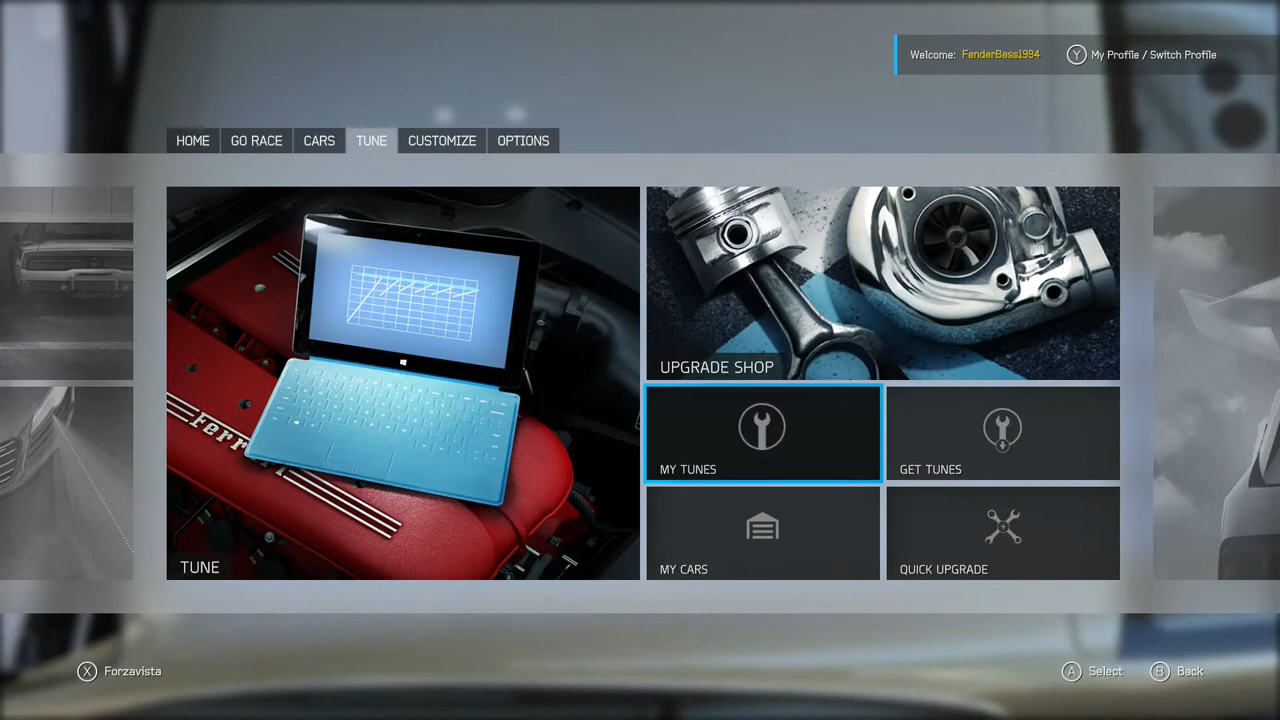 Welcome: FenderBass1994 Y My Profile / Switch Profile
HOME GO RACE CARS TUNE CUSTOMIZE OPTIONS
Ferr
TUNE
UPGRADE SHOP
MY TUNES
GET TUNES
MY CARS
QUICK UPGRADE
X Forzavista
A Select B Back